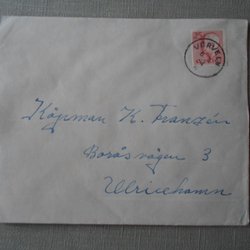 Köpman K. Franzén
Boråsvägen 3
Ulricehamn